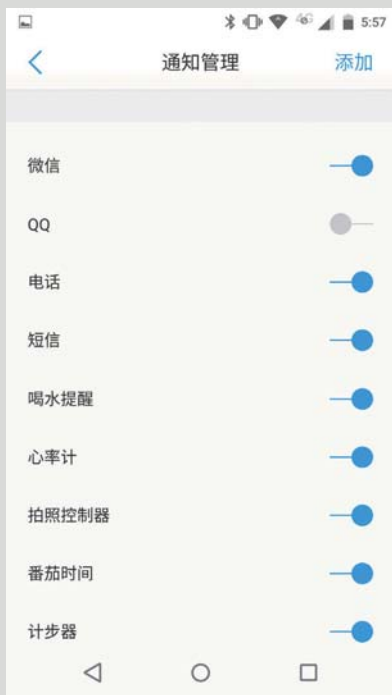 4G 5:57
通知管理 添加
微信
QQ
电话
短信
喝水提醒
心率计
拍照控制器
番茄时间
计步器